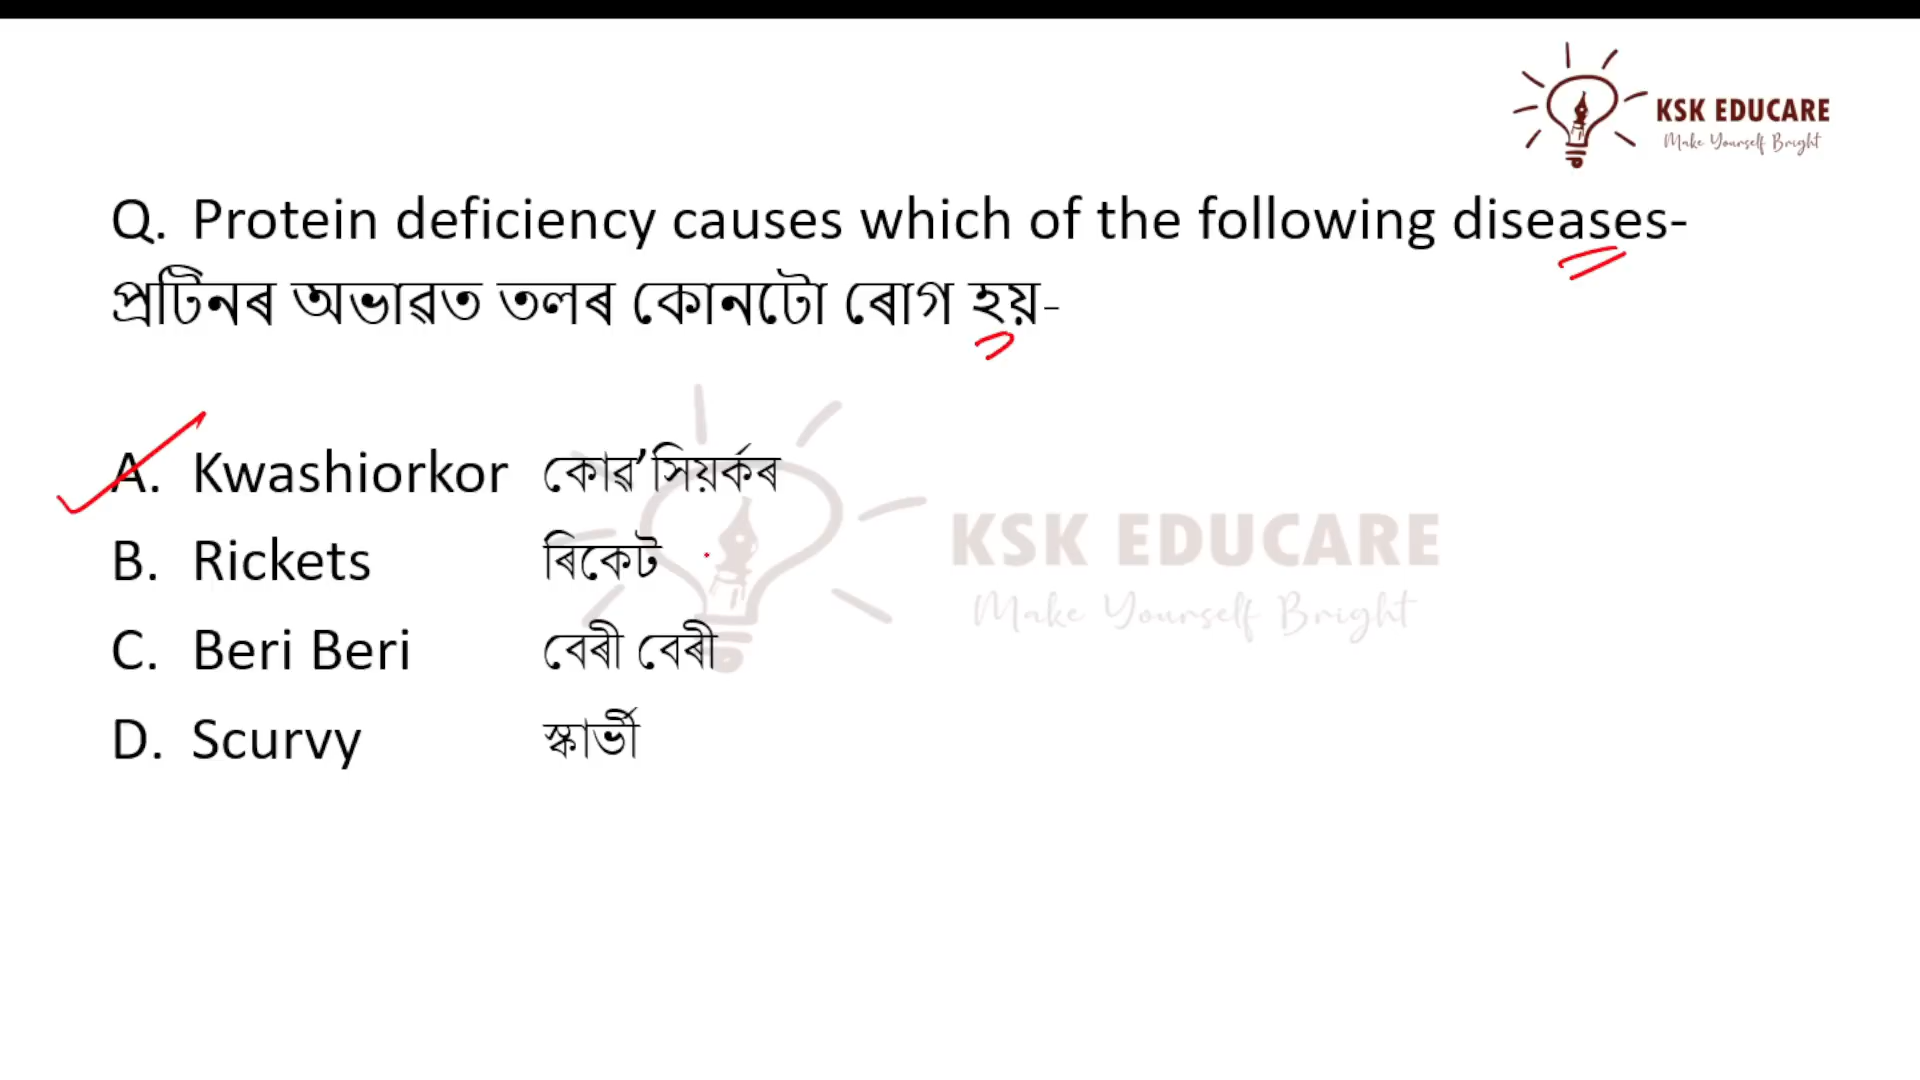 KSK EDUCARE
Make Yourself Bright
Q. Protein deficiency causes which of the following diseases-
প্ৰটিনৰ অভাৱত তলৰ কোনটো ৰোগ হয়-
A. Kwashiorkor কোৱ’সিয়ৰ্কৰ
B. Rickets ৰিকেট
C. Beri Beri বেৰী বেৰী
D. Scurvy স্কাৰ্ভী
KSK EDUCARE
Make Yourself Bright